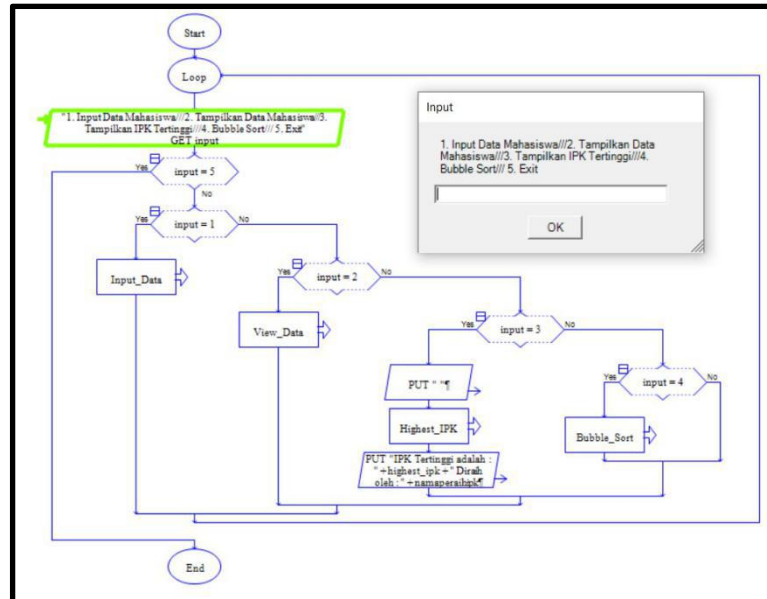 Start
Loop
"1. Input Data Mahasiswa///2. Tampilkan Data Mahasiswa//3.
Tampilkan IPK Tertinggi///4. Bubble Sort/// 5. Exit"
GET input
Input
1. Input Data Mahasiswa///2. Tampilkan Data
Mahasiswa///3. Tampilkan IPK Tertinggi///4.
Bubble Sort/// 5. Exit
OK
Yes
input = 5
No
Yes
input = 1
No
Input_Data
Yes
input = 2
No
View_Data
Yes
input = 3
No
PUT " "¶
Highest_IPK
PUT "IPK Tertinggi adalah :
" +highest_ipk +" Diraih
oleh : " +namaperaihipk¶
Yes
input = 4
No
Bubble_Sort
End